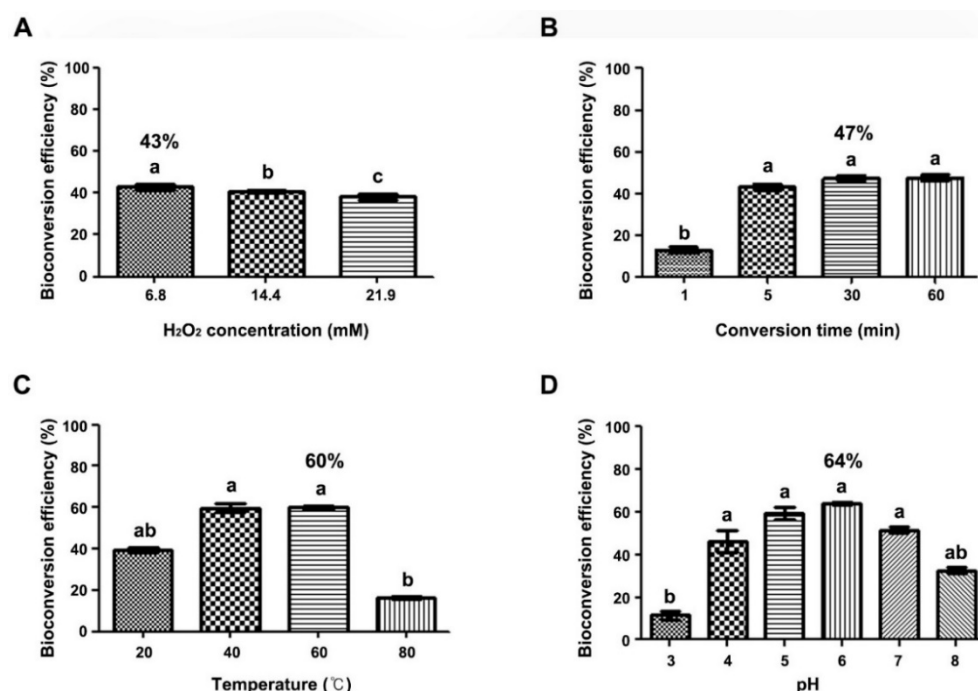 A
Bioconversion efficiency (%)
100
80
60
40
20
0
43%
a
b
c
6.8
14.4
21.9
H₂O₂ concentration (mM)
B
Bioconversion efficiency (%)
100
80
60
40
20
0
47%
b
a
a
a
1
5
30
60
Conversion time (min)
C
Bioconversion efficiency (%)
100
80
60
40
20
0
60%
ab
a
a
b
20
40
60
80
Temperature (℃)
D
Bioconversion efficiency (%)
100
80
60
40
20
0
64%
b
a
a
a
a
ab
3
4
5
6
7
8
pH